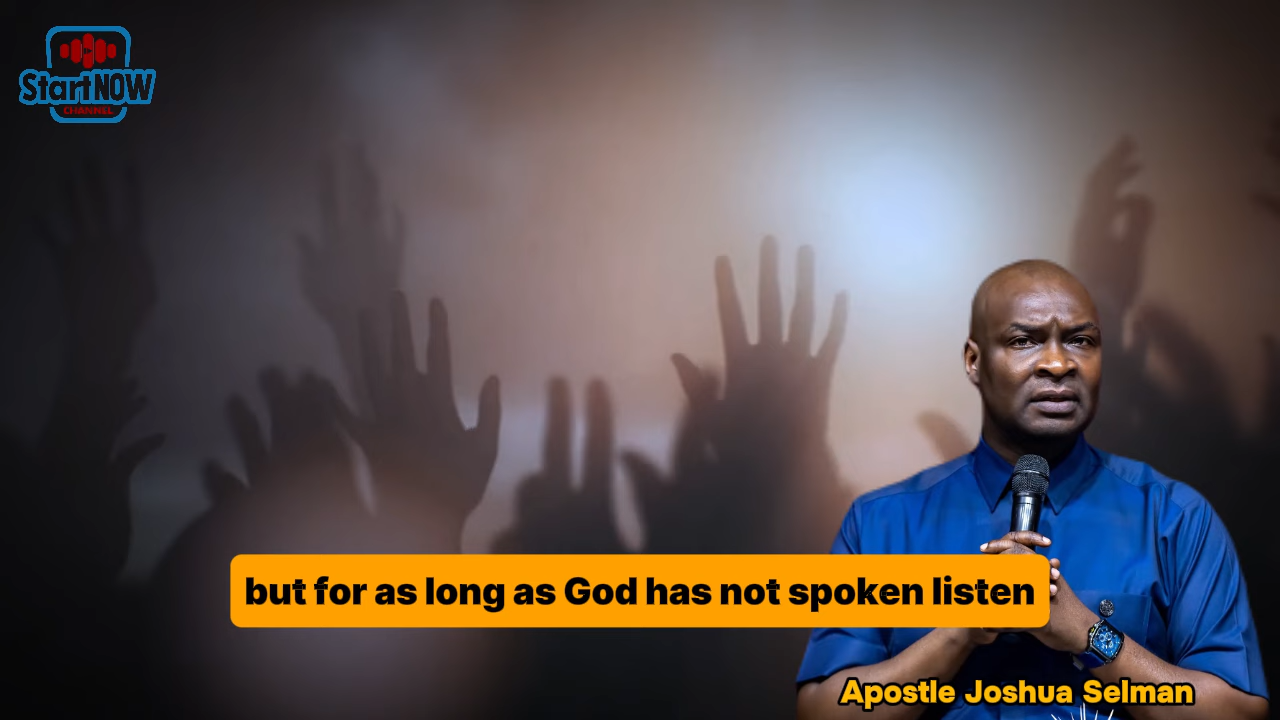 StartNOW
CHANNEL
but for as long as God has not spoken listen
Apostle Joshua Selman